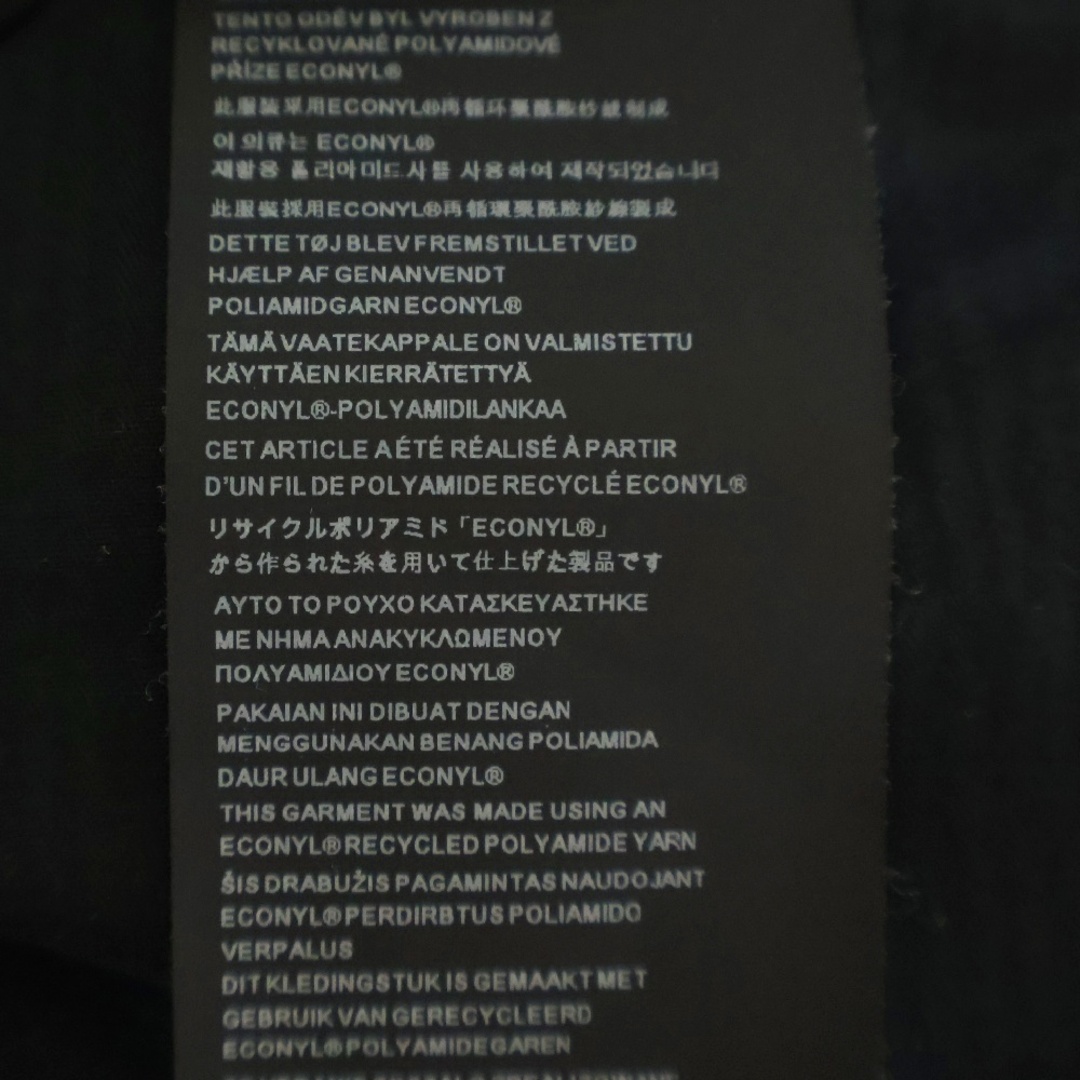 TENTO ODĚV BYL VYROBEN Z
RECYKLOVANÉ POLYAMIDOVÉ
PŘÍZE ECONYL®
此服装采用ECONYL®再循环聚酰胺纱线制成
이 의류는 ECONYL®
재활용 폴리아미드사를 사용하여 제작되었습니다
此服裝採用ECONYL®再循環聚酰胺紗線製成
DETTE TØJ BLEV FREMSTILLET VED
HJÆLP AF GENANVENDT
POLIAMIDGARN ECONYL®
TÄMÄ VAATEKAPPALE ON VALMISTETTU
KÄYTTÄEN KIERRÄTETTYÄ
ECONYL®-POLYAMIDILANKAA
CET ARTICLE A ÉTÉ RÉALISÉ À PARTIR
D'UN FIL DE POLYAMIDE RECYCLÉ ECONYL®
リサイクルポリアミド「ECONYL®」
から作られた糸を用いて仕上げた製品です
ΑΥΤΟ ΤΟ ΡΟΥΧΟ ΚΑΤΑΣΚΕΥΑΣΤΗΚΕ
ΜΕ ΝΗΜΑ ΑΝΑΚΥΚΛΩΜΕΝΟΥ
ΠΟΛΥΑΜΙΔΙΟΥ ECONYL®
PAKAIAN INI DIBUAT DENGAN
MENGGUNAKAN BENANG POLIAMIDA
DAUR ULANG ECONYL®
THIS GARMENT WAS MADE USING AN
ECONYL® RECYCLED POLYAMIDE YARN
ŠIS DRABUŽIS PAGAMINTAS NAUDOJANT
ECONYL® PERDIRBTUS POLIAMIDO
VERPALUS
DIT KLEDINGSTUK IS GEMAAKT MET
GEBRUIK VAN GERECYCLEERD
ECONYL® POLYAMIDEGAREN